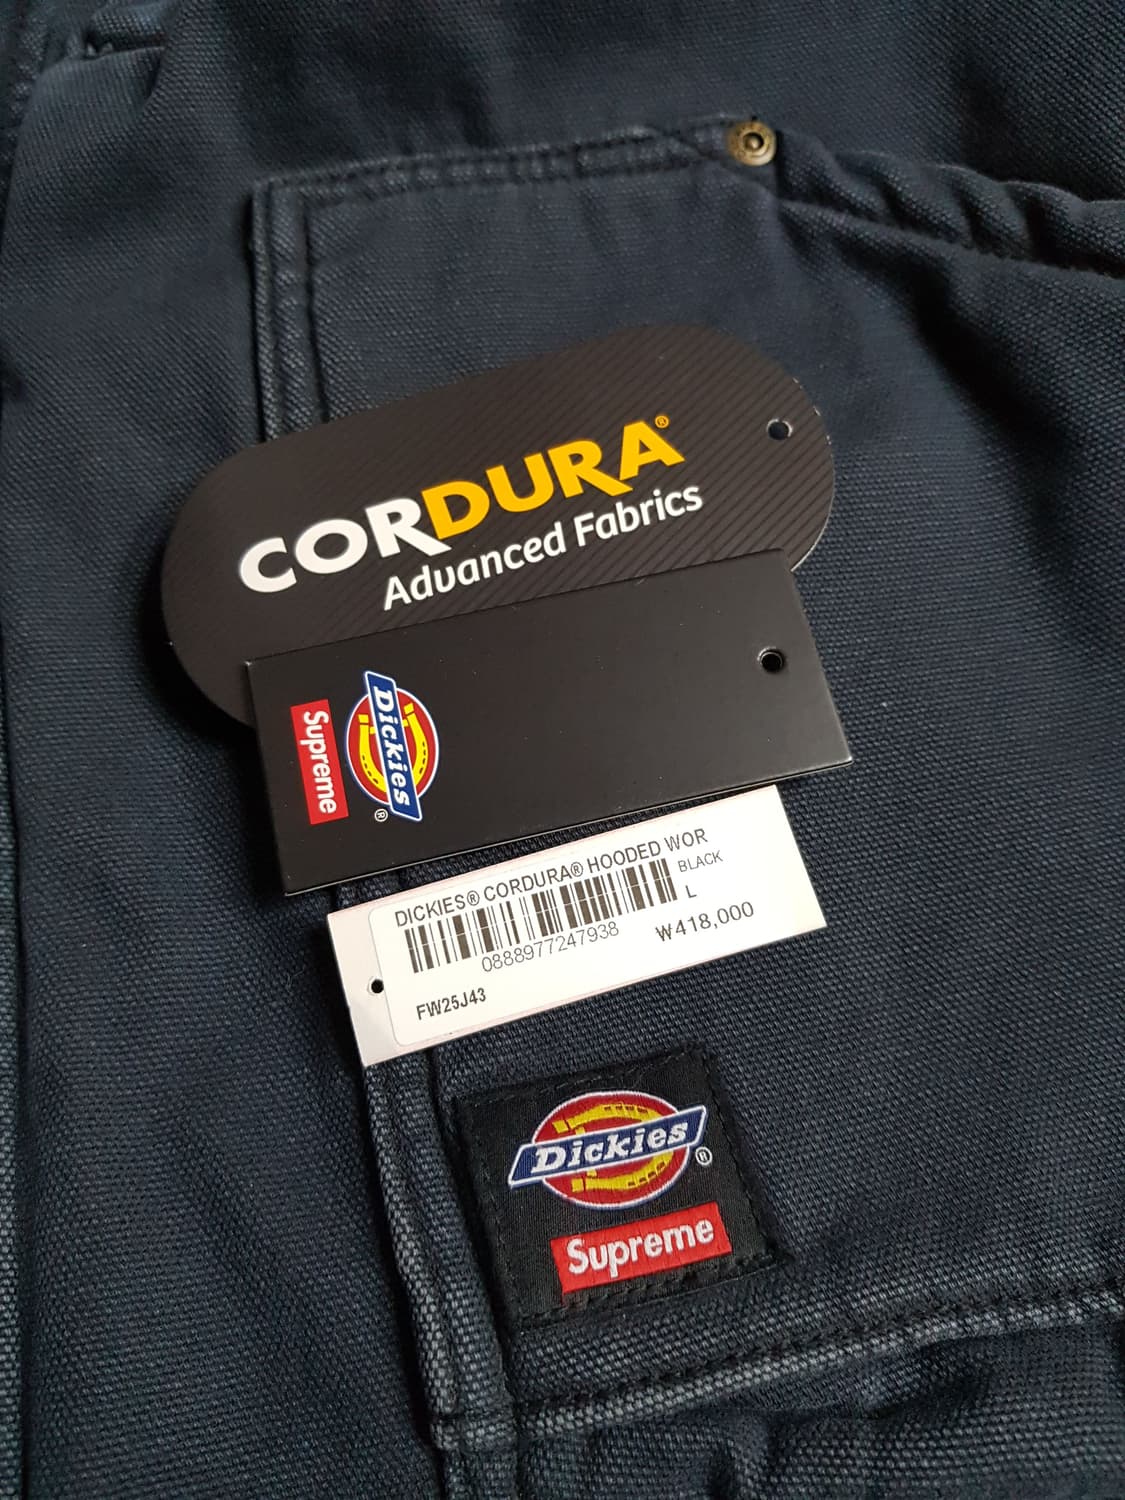 CORDURA®
Advanced Fabrics
Dickies®
Supreme
DICKIES® CORDURA® HOODED WOR
BLACK
L
0888977247938
₩418,000
FW25J43
Dickies®
Supreme